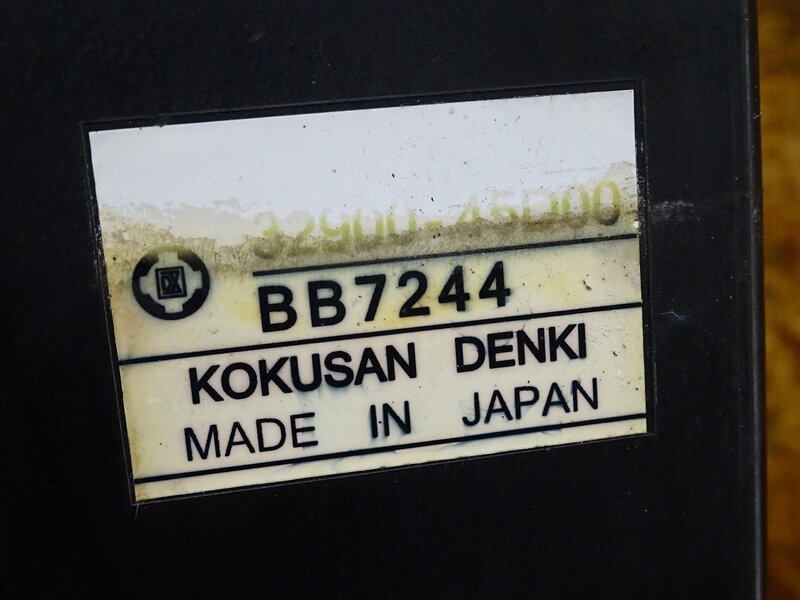 32900-45D00
BB7244
KOKUSAN DENKI
MADE IN JAPAN